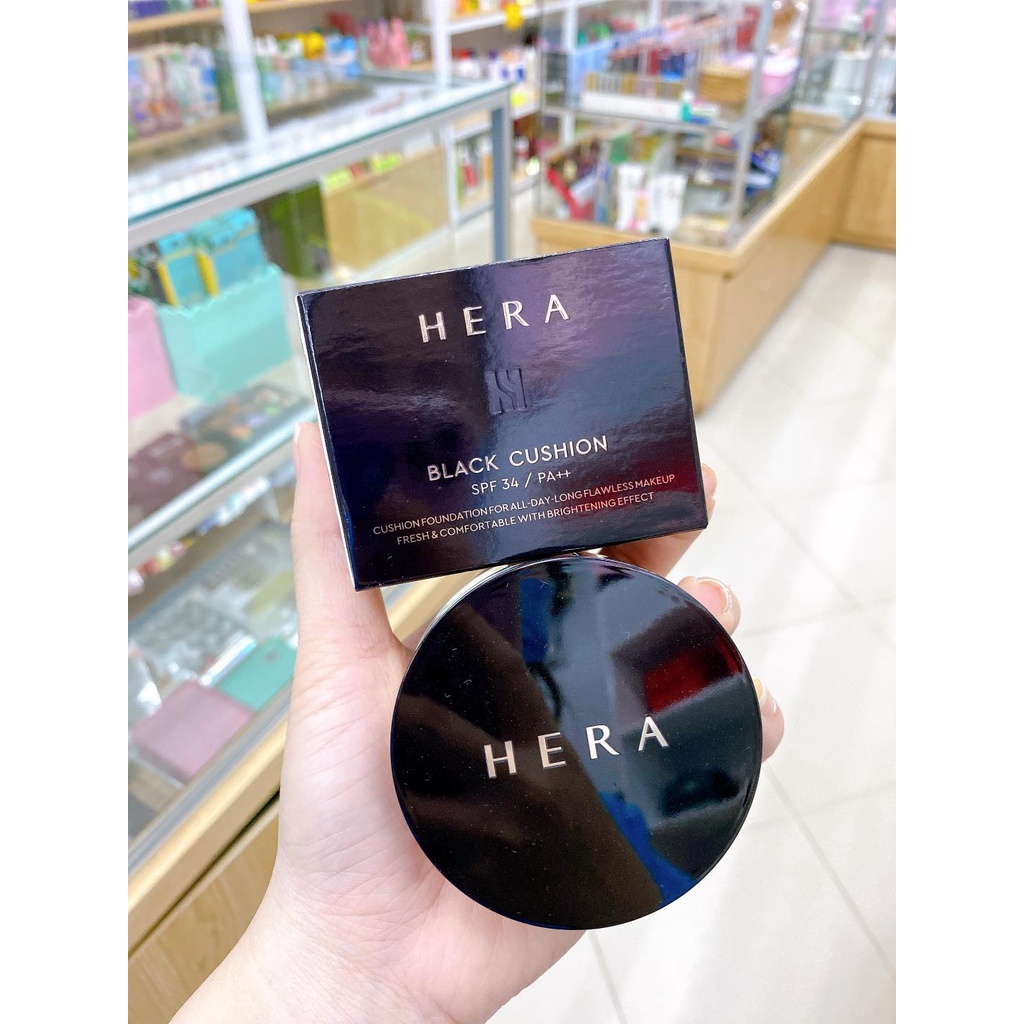 HERA
BLACK CUSHION
SPF 34 / PA++
CUSHION FOUNDATION FOR ALL-DAY-LONG FLAWLESS MAKEUP
FRESH & COMFORTABLE WITH BRIGHTENING EFFECT
HERA